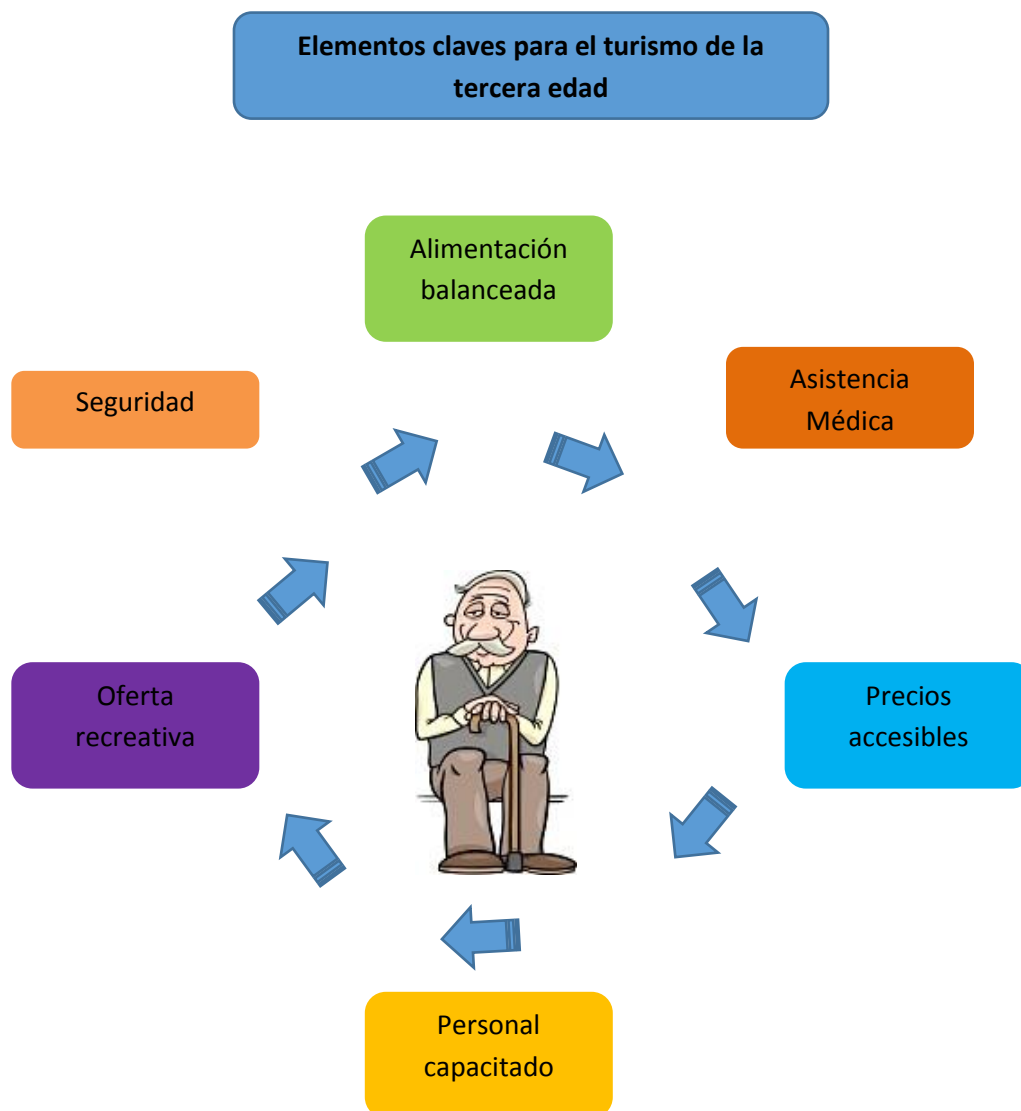 Elementos claves para el turismo de la
tercera edad
Alimentación
balanceada
Asistencia
Médica
Seguridad
Oferta
recreativa
Precios
accesibles
Personal
capacitado